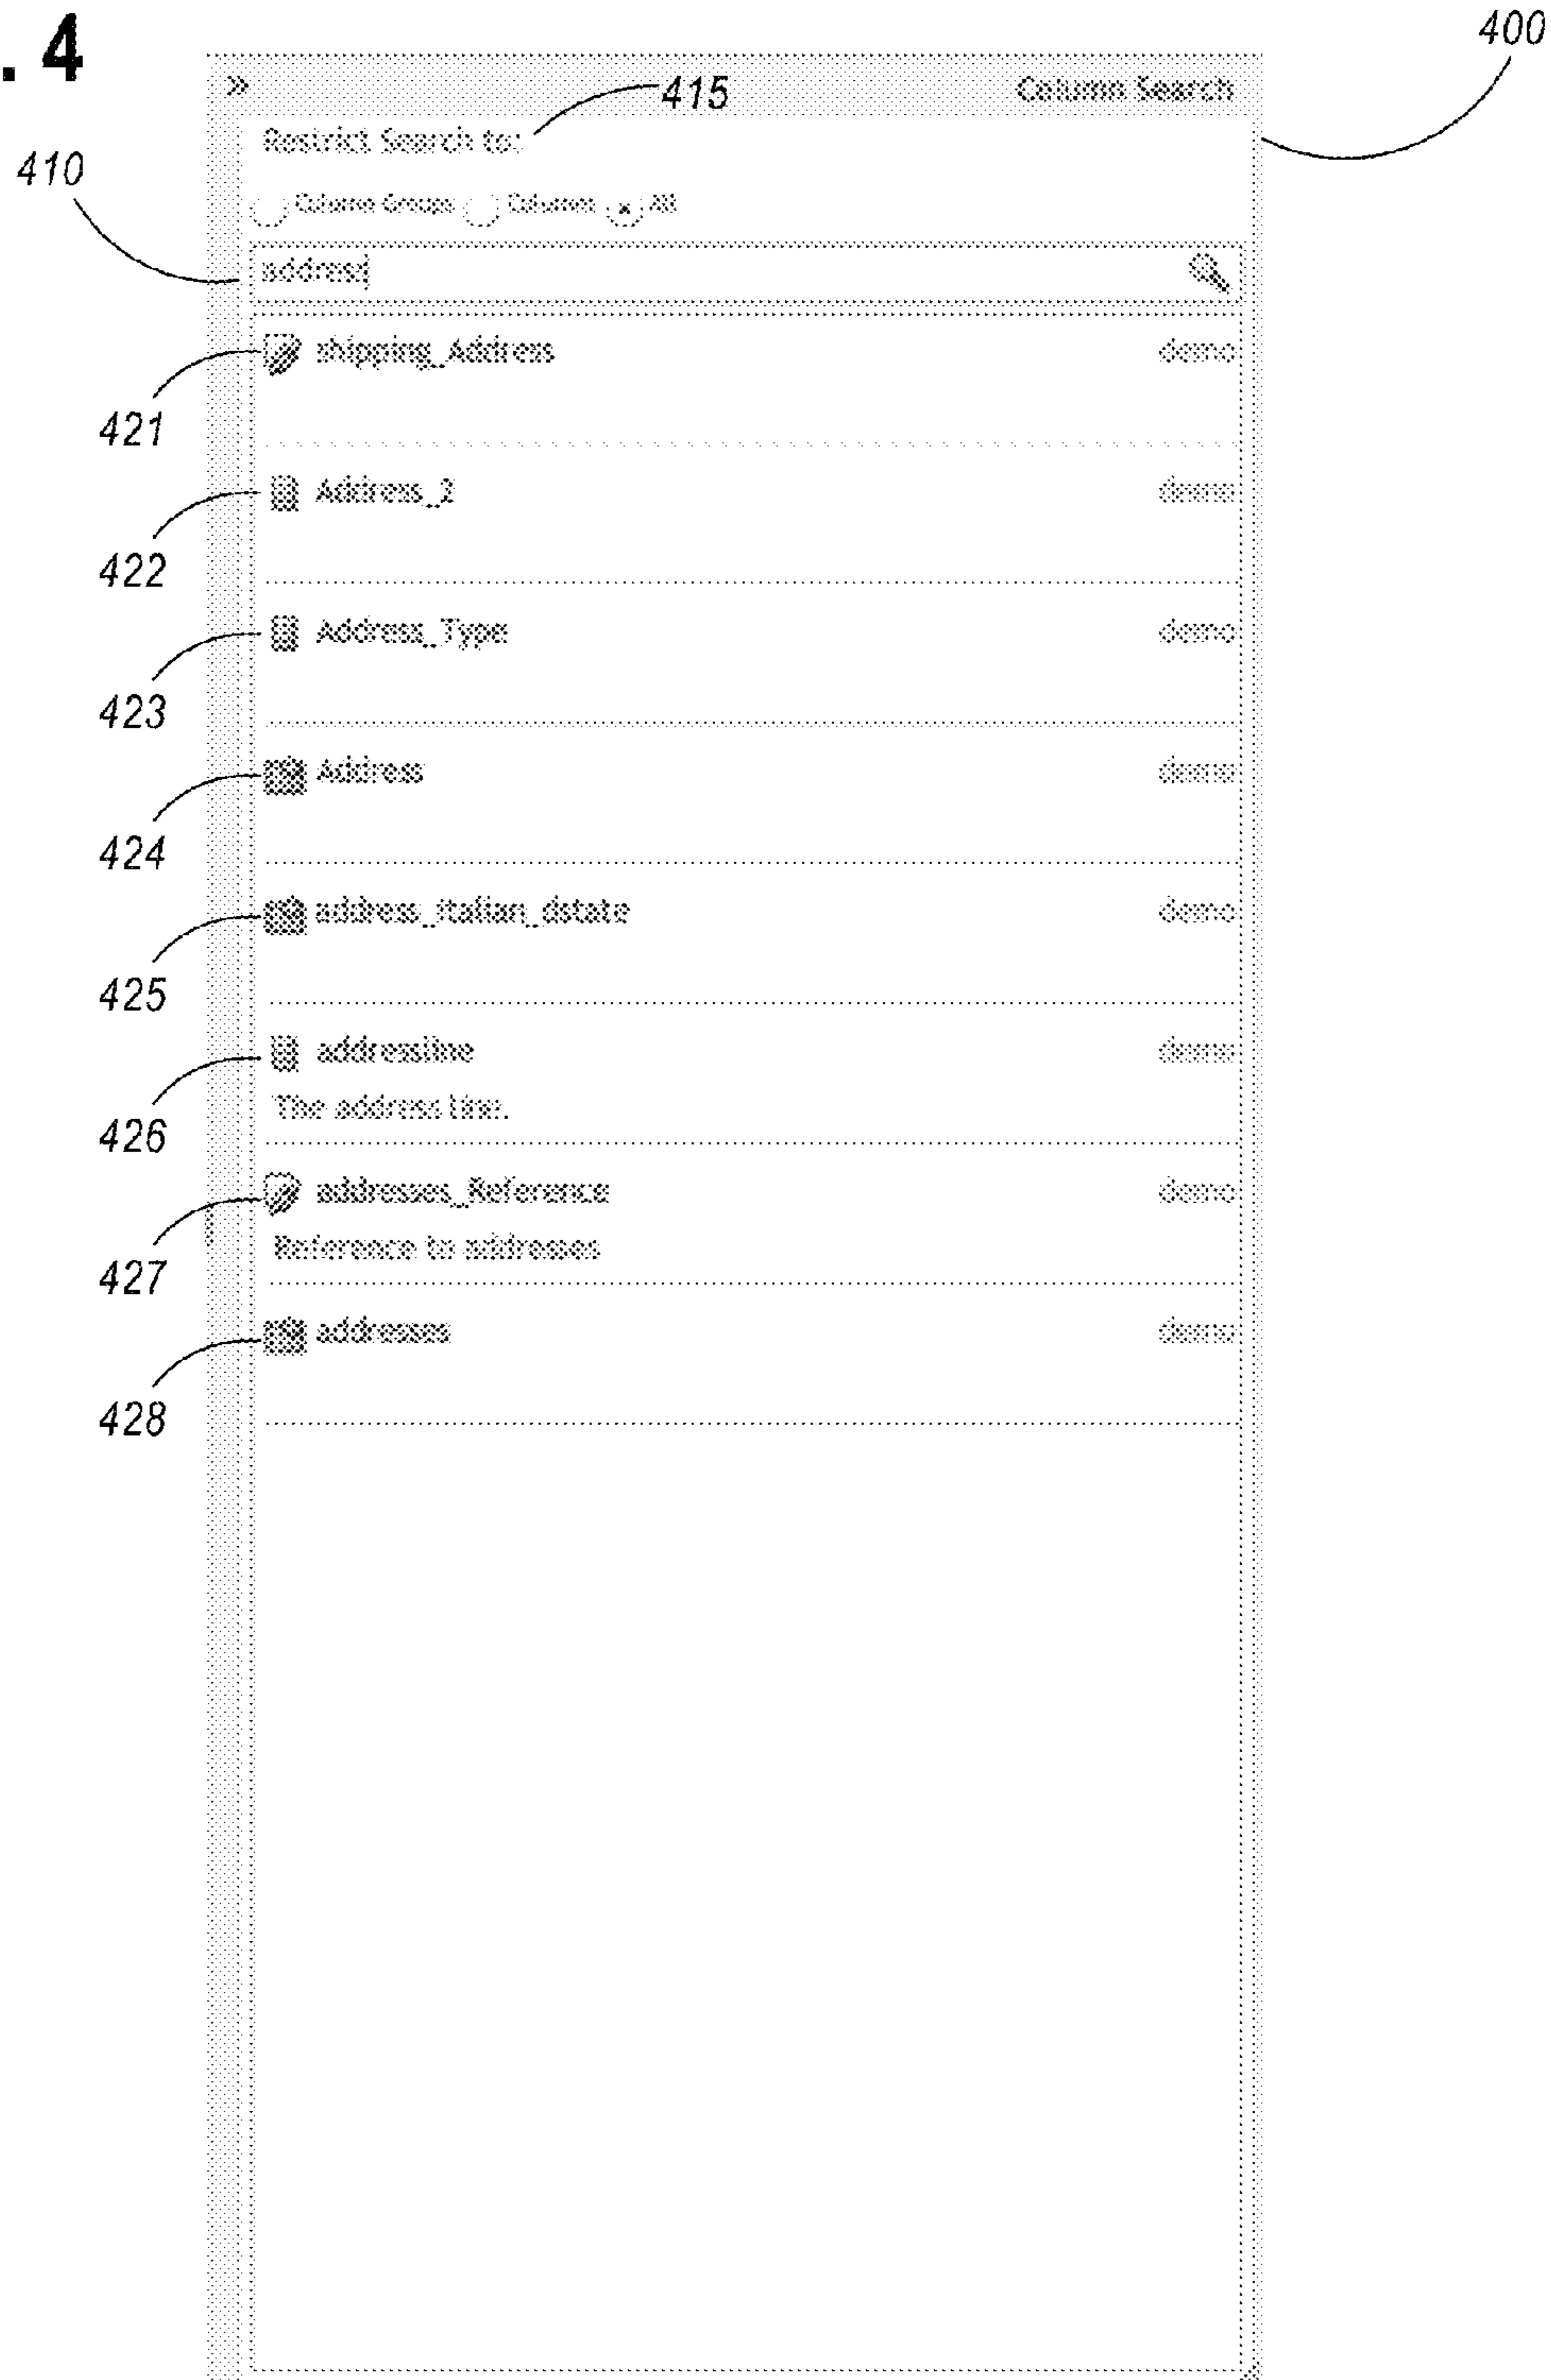 . 4
400
» Column Search
415
Restrict Search to:
410
Column Groups Columns All
address
shipping_Address demo
421
Address_2 demo
422
Address_Type demo
423
Address demo
424
address_italian_dstate demo
425
addressline demo
The address line.
426
addresses_Reference demo
Reference to addresses
427
addresses demo
428